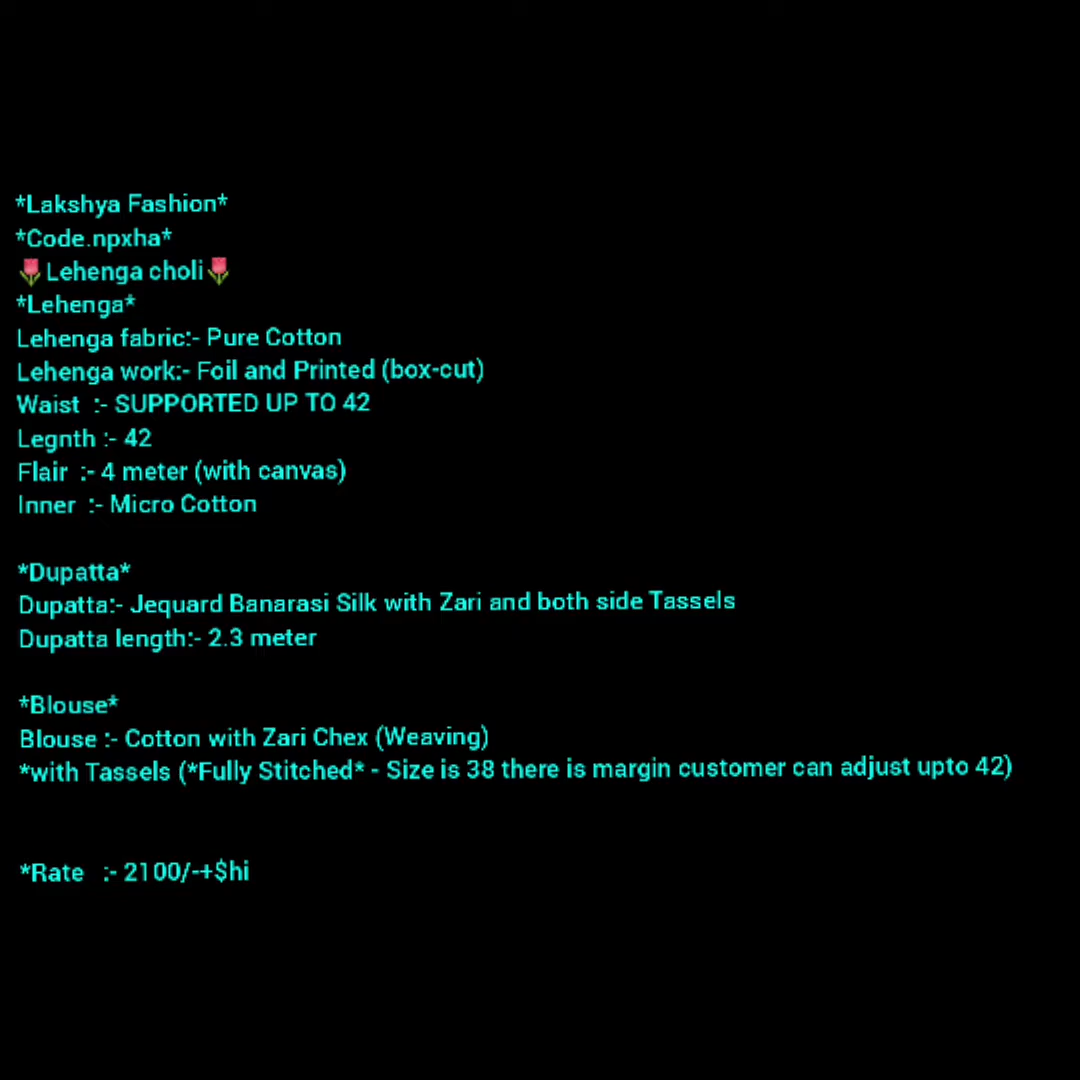 *Lakshya Fashion*
*Code.npxha*
🌷Lehenga choli🌷
*Lehenga*
Lehenga fabric:- Pure Cotton
Lehenga work:- Foil and Printed (box-cut)
Waist  :- SUPPORTED UP TO 42
Legnth :- 42
Flair  :- 4 meter (with canvas)
Inner  :- Micro Cotton
*Dupatta*
Dupatta:- Jequard Banarasi Silk with Zari and both side Tassels
Dupatta length:- 2.3 meter
*Blouse*
Blouse :- Cotton with Zari Chex (Weaving)
*with Tassels (*Fully Stitched* - Size is 38 there is margin customer can adjust upto 42)
*Rate   :- 2100/-+$hi